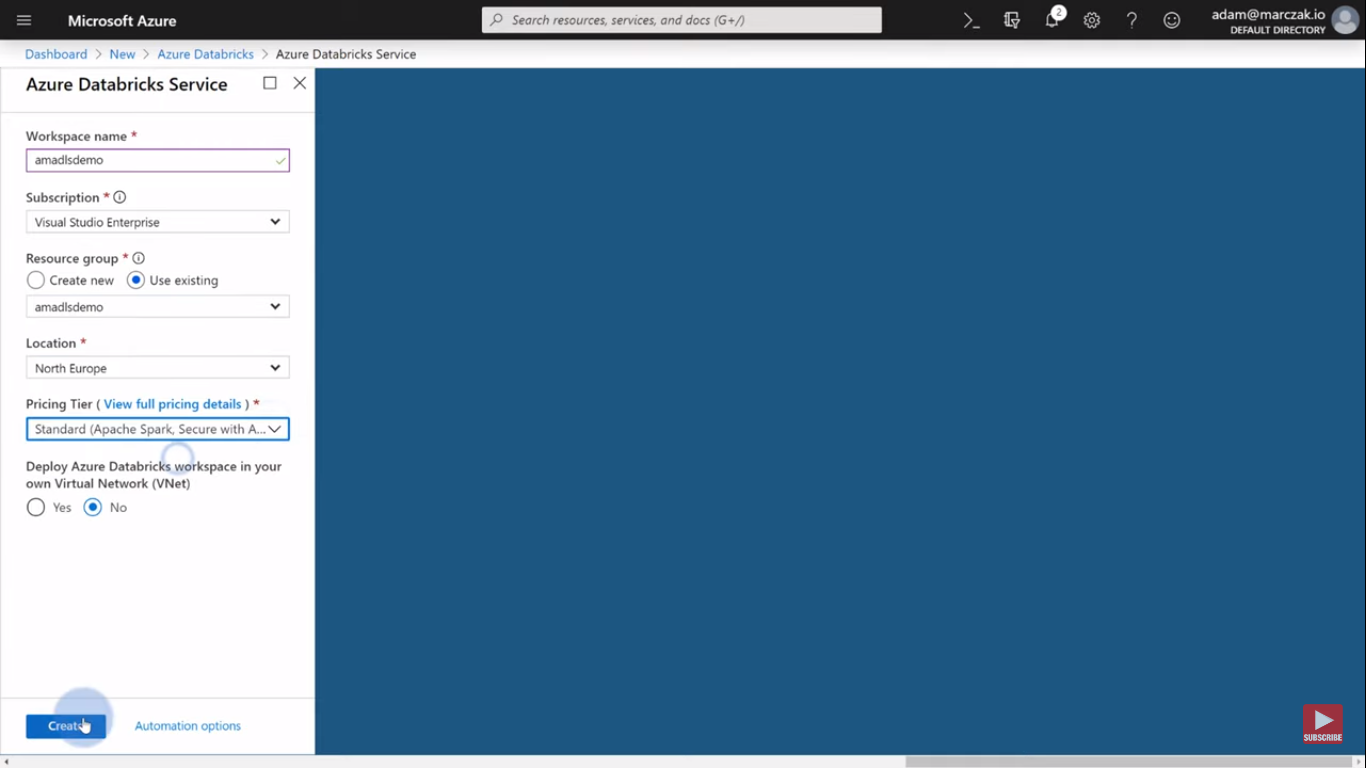 Microsoft Azure
Search resources, services, and docs (G+/)
2
adam@marczak.io
DEFAULT DIRECTORY
Dashboard > New > Azure Databricks > Azure Databricks Service
Azure Databricks Service
Workspace name *
amadlsdemo
Subscription *
Visual Studio Enterprise
Resource group *
Create new Use existing
amadlsdemo
Location *
North Europe
Pricing Tier ( View full pricing details ) *
Standard (Apache Spark, Secure with A...
Deploy Azure Databricks workspace in your
own Virtual Network (VNet)
Yes No
Create Automation options
SUBSCRIBE